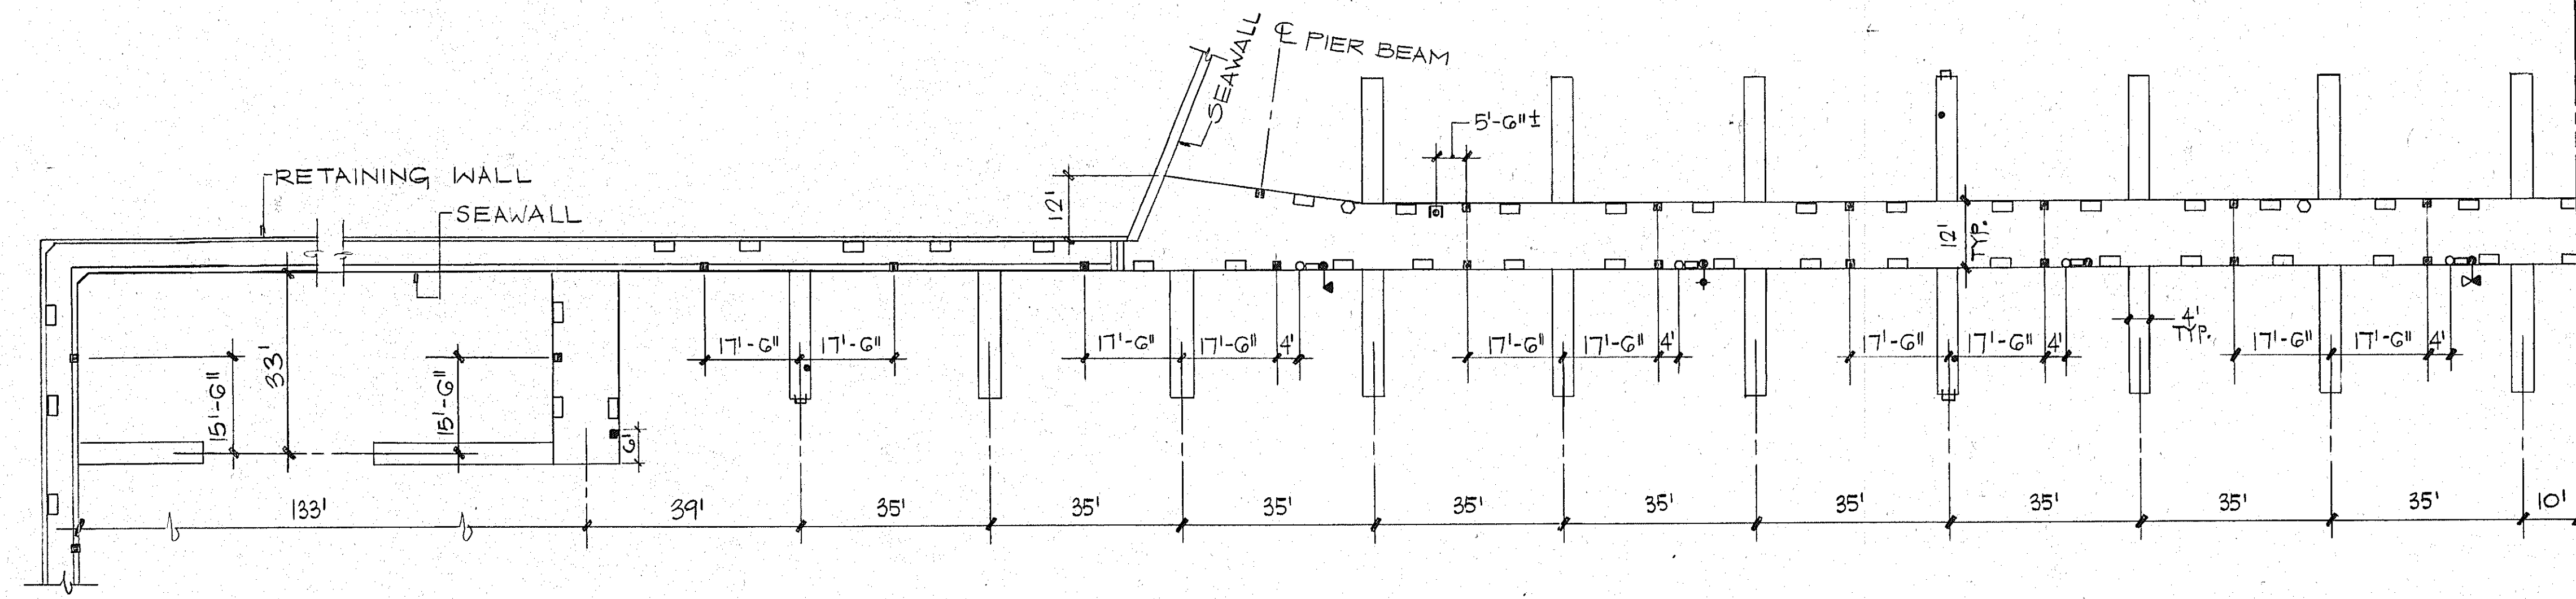 ℄ PIER BEAM
SEAWALL
5'-6"±
RETAINING WALL
SEAWALL
12'
12'
TYP.
17'-6" 17'-6" 17'-6" 17'-6" 4' 17'-6" 17'-6" 4' 17'-6" 17'-6" 4' 4' 17'-6" 17'-6" 4'
TYP.
15'-6" 33' 15'-6"
6'
133' 39' 35' 35' 35' 35' 35' 35' 35' 35' 35' 10'